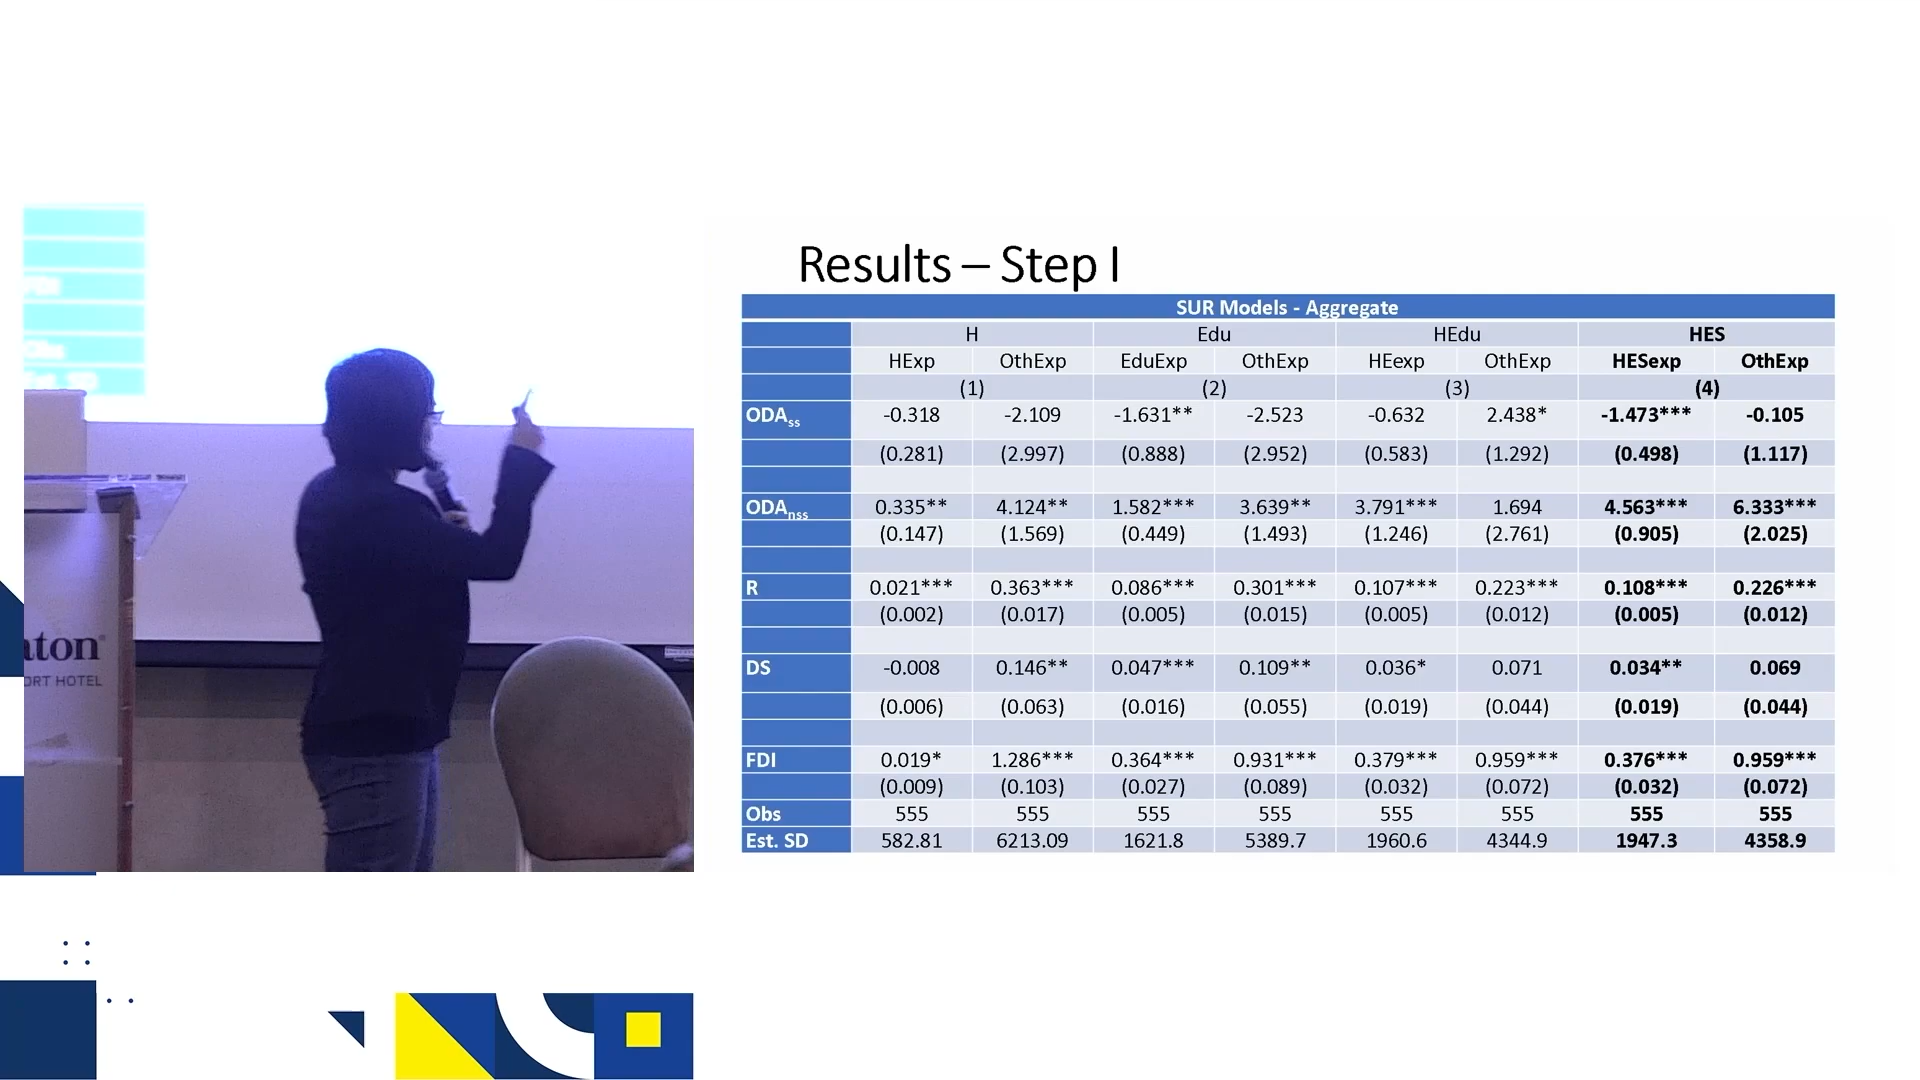 FDI
aton
ORT HOTEL
Results – Step I
SUR Models - Aggregate
H Edu HEdu HES
HExp OthExp EduExp OthExp HEexp OthExp HESexp OthExp
(1) (2) (3) (4)
ODAss -0.318 -2.109 -1.631** -2.523 -0.632 2.438* -1.473*** -0.105
(0.281) (2.997) (0.888) (2.952) (0.583) (1.292) (0.498) (1.117)
ODAnss 0.335** 4.124** 1.582*** 3.639** 3.791*** 1.694 4.563*** 6.333***
(0.147) (1.569) (0.449) (1.493) (1.246) (2.761) (0.905) (2.025)
R 0.021*** 0.363*** 0.086*** 0.301*** 0.107*** 0.223*** 0.108*** 0.226***
(0.002) (0.017) (0.005) (0.015) (0.005) (0.012) (0.005) (0.012)
DS -0.008 0.146** 0.047*** 0.109** 0.036* 0.071 0.034** 0.069
(0.006) (0.063) (0.016) (0.055) (0.019) (0.044) (0.019) (0.044)
FDI 0.019* 1.286*** 0.364*** 0.931*** 0.379*** 0.959*** 0.376*** 0.959***
(0.009) (0.103) (0.027) (0.089) (0.032) (0.072) (0.032) (0.072)
Obs 555 555 555 555 555 555 555 555
Est. SD 582.81 6213.09 1621.8 5389.7 1960.6 4344.9 1947.3 4358.9